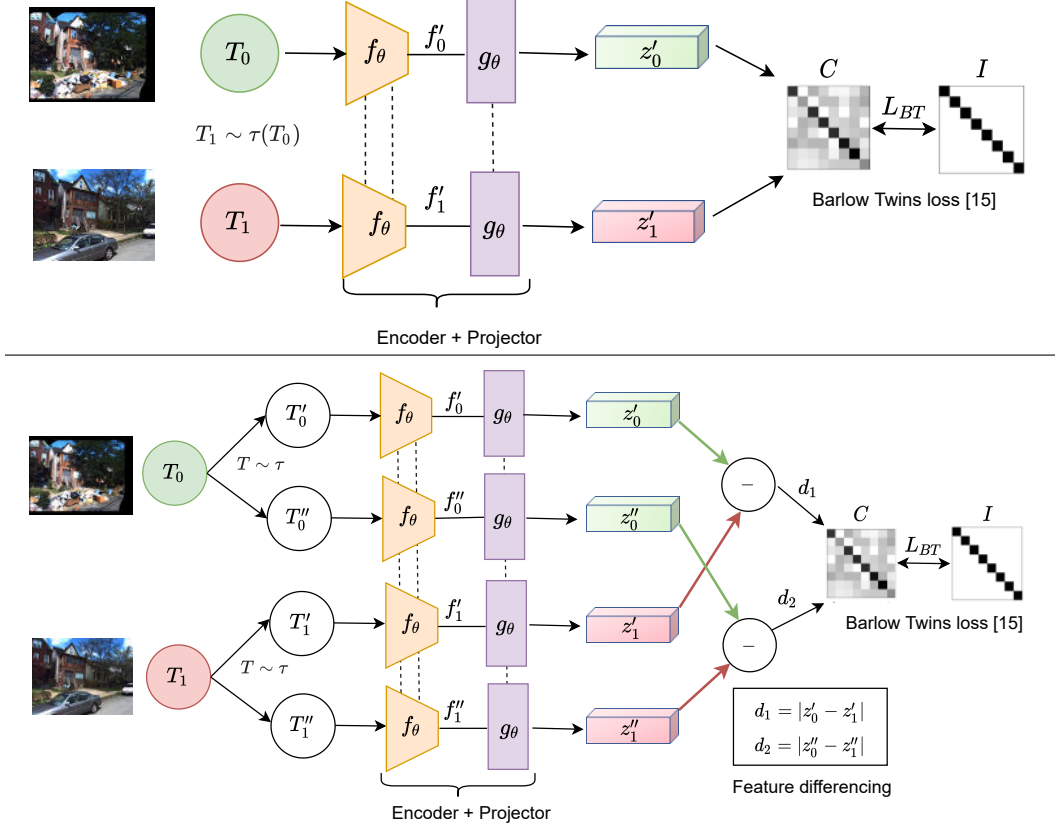 T₀
f_θ
f′₀
g_θ
z′₀
C
I
L_BT
T₁ ∼ τ(T₀)
T₁
f_θ
f′₁
g_θ
z′₁
Barlow Twins loss [15]
Encoder + Projector
T₀
T′₀
T ∼ τ
T″₀
f_θ
f′₀
g_θ
z′₀
f_θ
f″₀
g_θ
z″₀
−
d₁
C
I
L_BT
T₁
T′₁
T ∼ τ
T″₁
f_θ
f′₁
g_θ
z′₁
f_θ
f″₁
g_θ
z″₁
−
d₂
Barlow Twins loss [15]
d₁ = |z′₀ − z′₁|
d₂ = |z″₀ − z″₁|
Feature differencing
Encoder + Projector